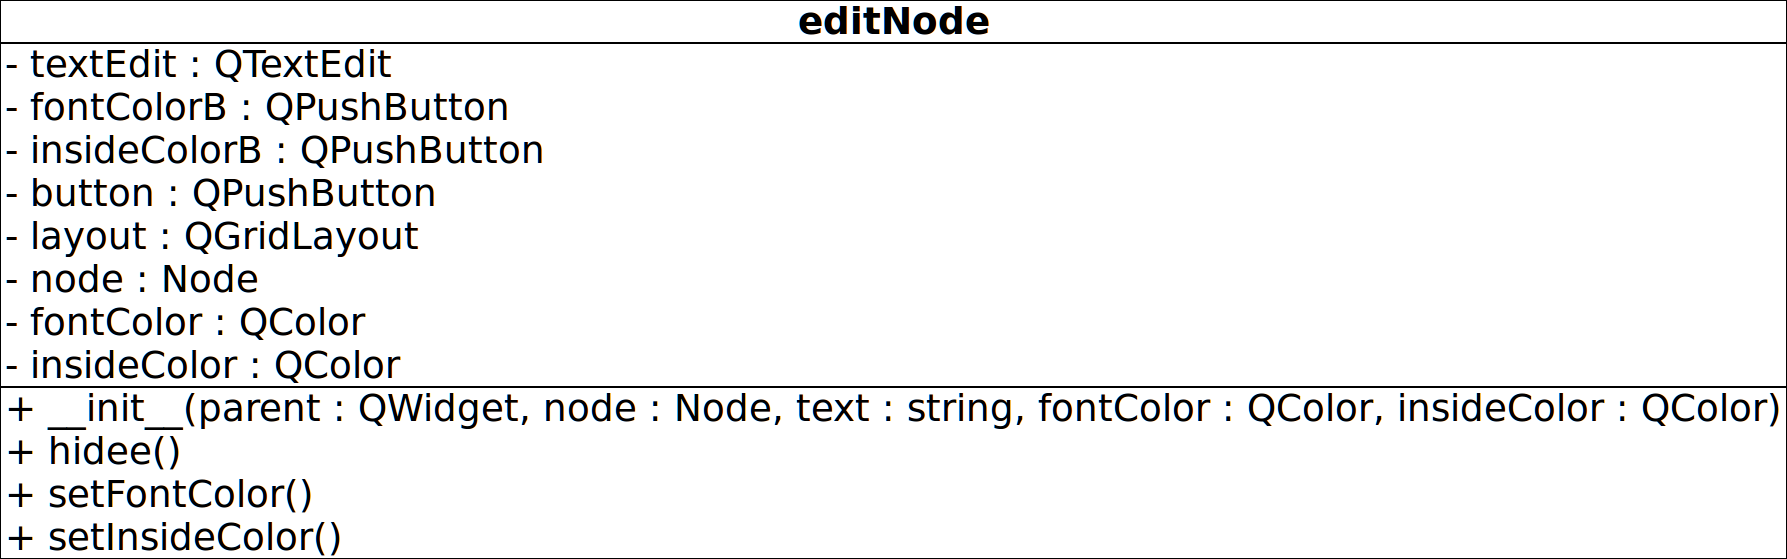 editNode
- textEdit : QTextEdit
- fontColorB : QPushButton
- insideColorB : QPushButton
- button : QPushButton
- layout : QGridLayout
- node : Node
- fontColor : QColor
- insideColor : QColor
+ __init__(parent : QWidget, node : Node, text : string, fontColor : QColor, insideColor : QColor)
+ hidee()
+ setFontColor()
+ setInsideColor()